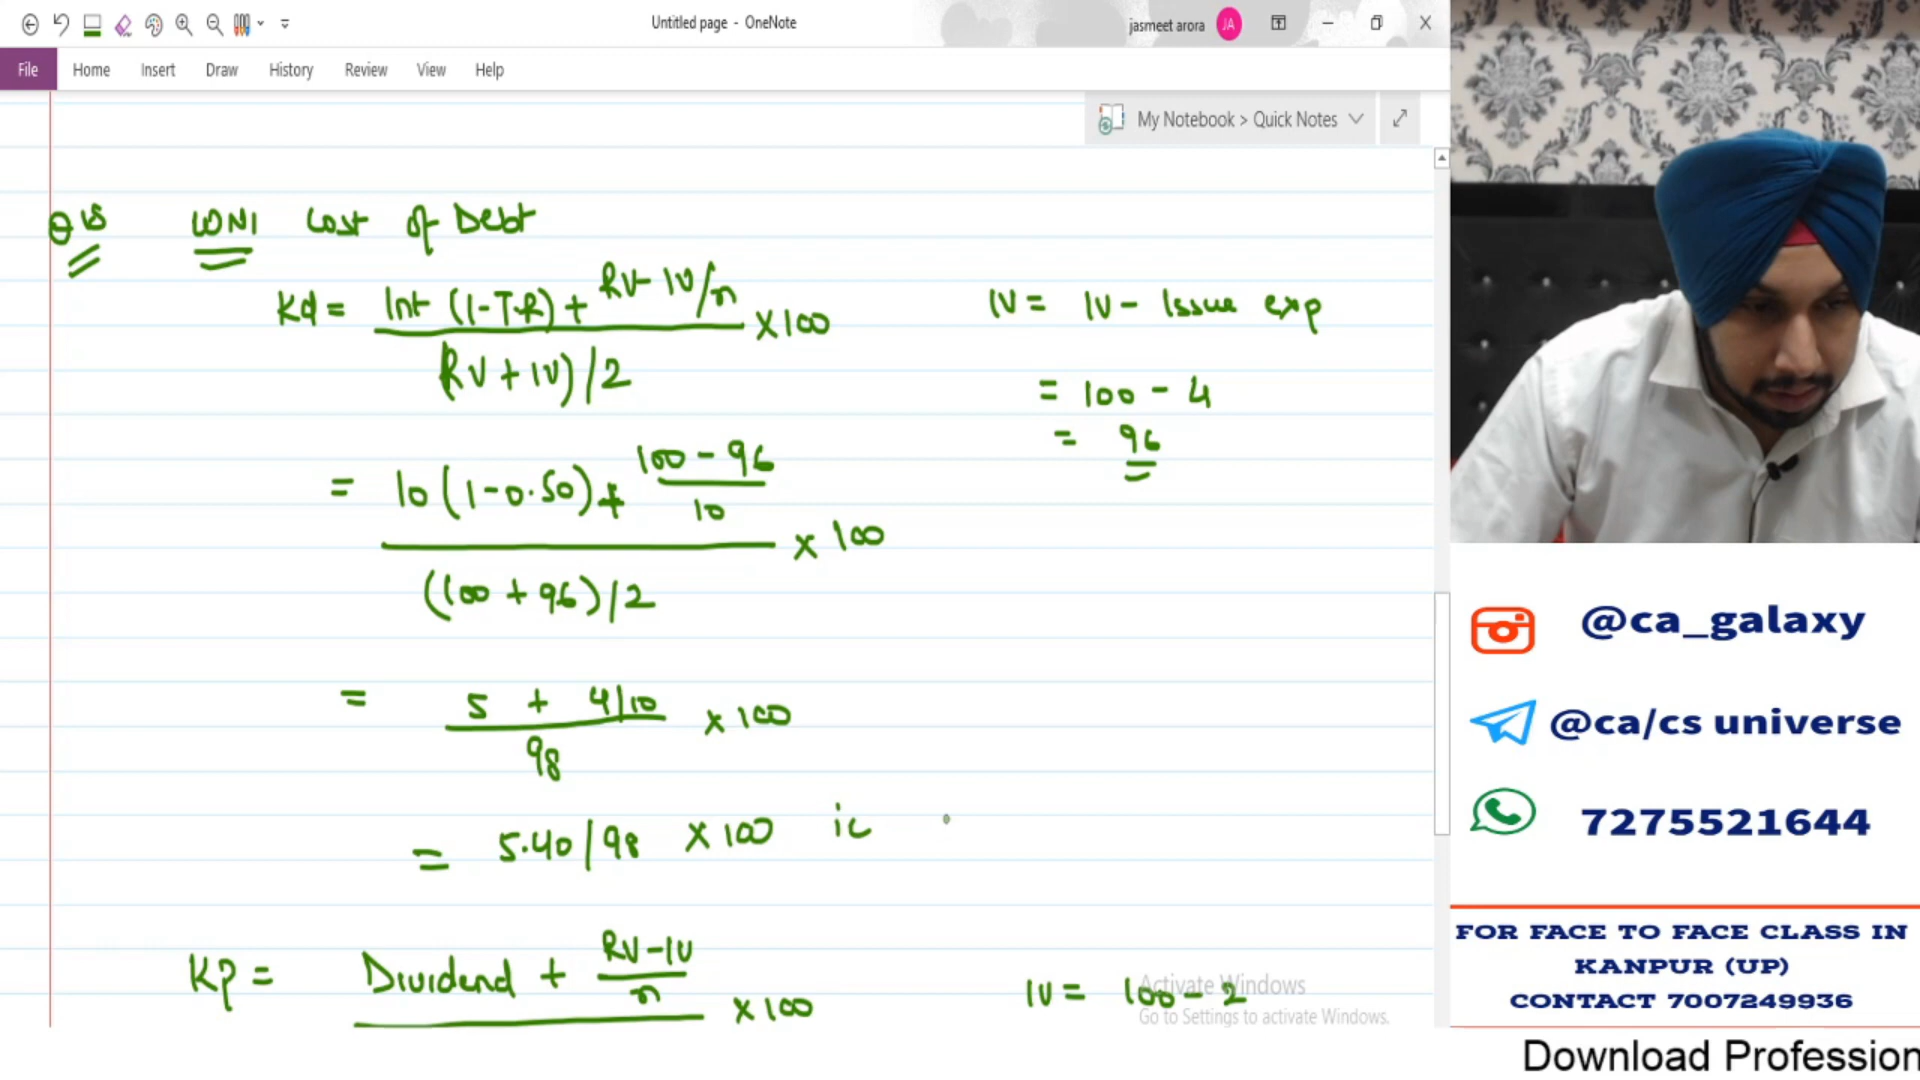 Untitled page - OneNote
jasmeet arora JA
File Home Insert Draw History Review View Help
My Notebook > Quick Notes
Cost of Debt
Kd = Int (1-T.R) + RV - IV/n × 100
(RV + IV)/2
IV = IV - Issue exp
= 100 - 4
= 96
= 10 (1-0.50) + 100 - 96
10
× 100
(100 + 96)/2
= 5 + 4/10 × 100
98
= 5.40/98 × 100 ie
Kp = Dividend + RV-IV
n
× 100
IV = 100 - 2
Activate Windows
Go to Settings to activate Windows.
@ca_galaxy
@ca/cs universe
7275521644
FOR FACE TO FACE CLASS IN
KANPUR (UP)
CONTACT 7007249936
Download Profession